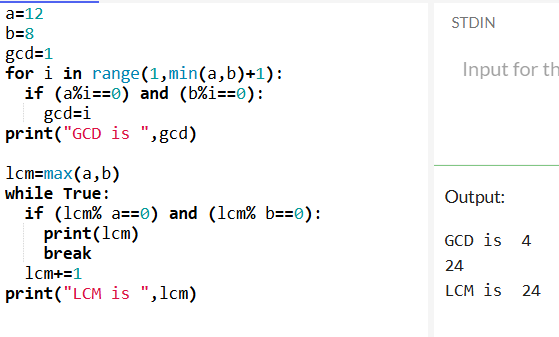 a=12
b=8
gcd=1
for i in range(1,min(a,b)+1):
  if (a%i==0) and (b%i==0):
    gcd=i
print("GCD is ",gcd)

lcm=max(a,b)
while True:
  if (lcm% a==0) and (lcm% b==0):
    print(lcm)
    break
  lcm+=1
print("LCM is ",lcm)
STDIN
Input for th
Output:
GCD is  4
24
LCM is  24